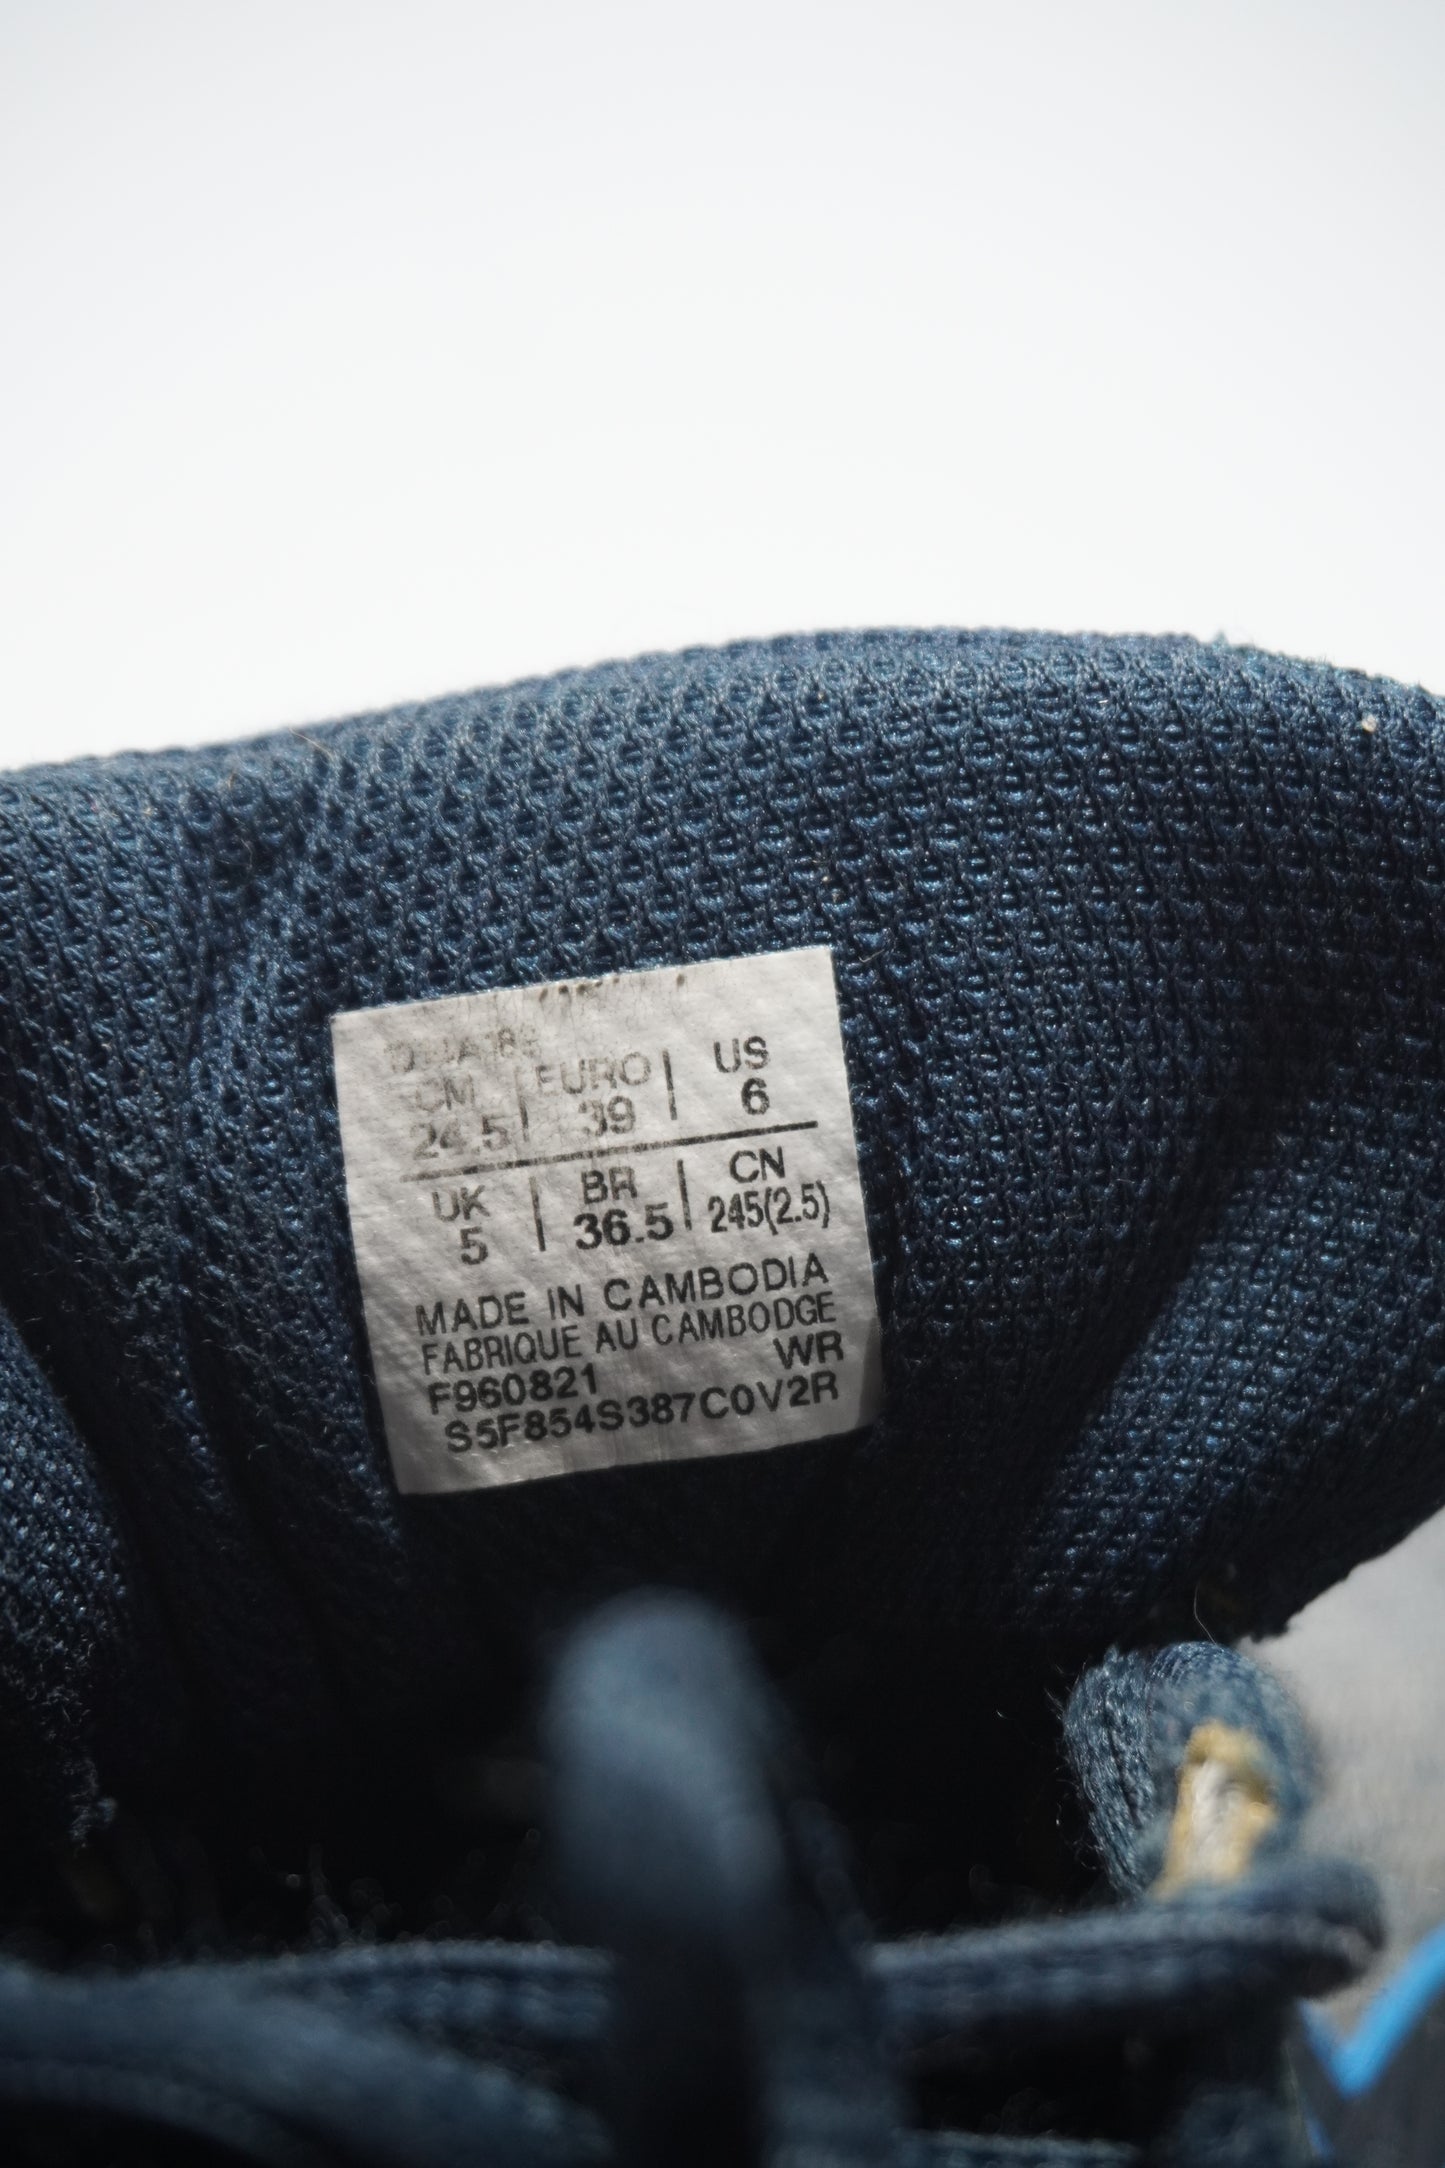 CM | EURO | US
24.5 | 39 | 6
UK | BR | CN
5 | 36.5 | 245(2.5)
MADE IN CAMBODIA
FABRIQUE AU CAMBODGE
F960821 WR
S5F854S387C0V2R